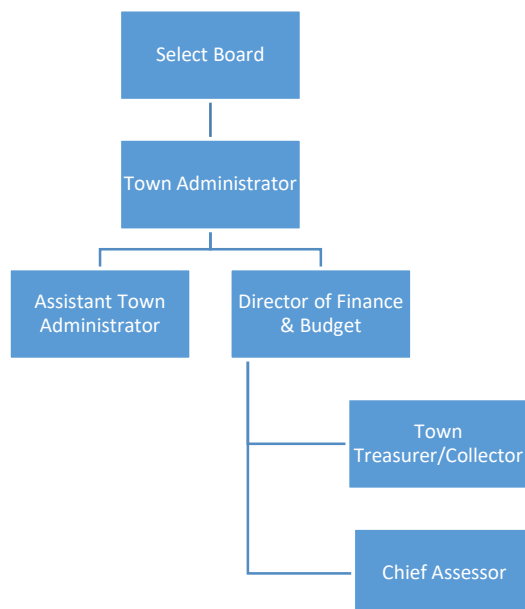 Select Board
Town Administrator
Assistant Town
Administrator
Director of Finance
& Budget
Town
Treasurer/Collector
Chief Assessor